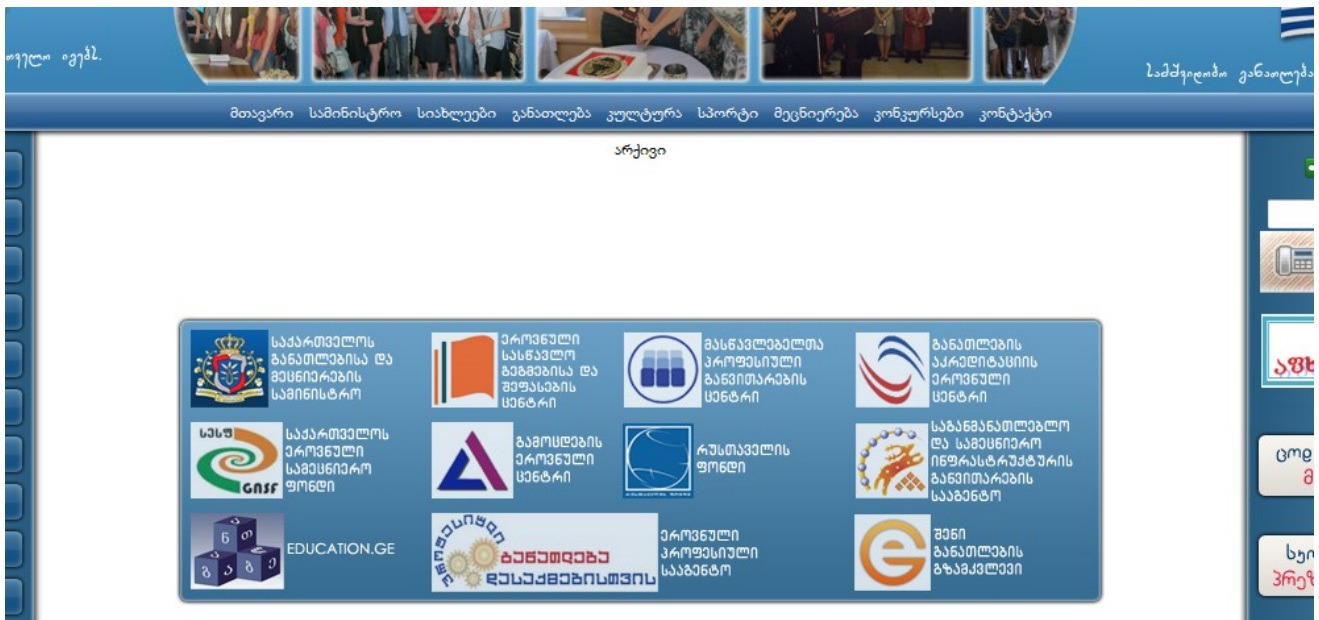 სამშვიდობო განათლება
მთავარი სამინისტრო სიახლეები განათლება კულტურა სპორტი მეცნიერება კონკურსები კონტაქტი
არქივი
საქართველოს
განათლებისა და
მეცნიერების
სამინისტრო
ეროვნული
სასწავლო
გეგმებისა და
შეფასების
ცენტრი
მასწავლებელთა
პროფესიული
განვითარების
ცენტრი
განათლების
აკრედიტაციის
ეროვნული
ცენტრი
სესფ
GNSF
საქართველოს
ეროვნული
სამეცნიერო
ფონდი
გამოცდების
ეროვნული
ცენტრი
რუსთაველის
ფონდი
საგანმანათლებლო
და სამეცნიერო
ინფრასტრუქტურის
განვითარების
სააგენტო
EDUCATION.GE
პროფესიული
განათლება
დასაქმებისთვის
ეროვნული
პროფესიული
სააგენტო
შენი
განათლების
გზამკვლევი